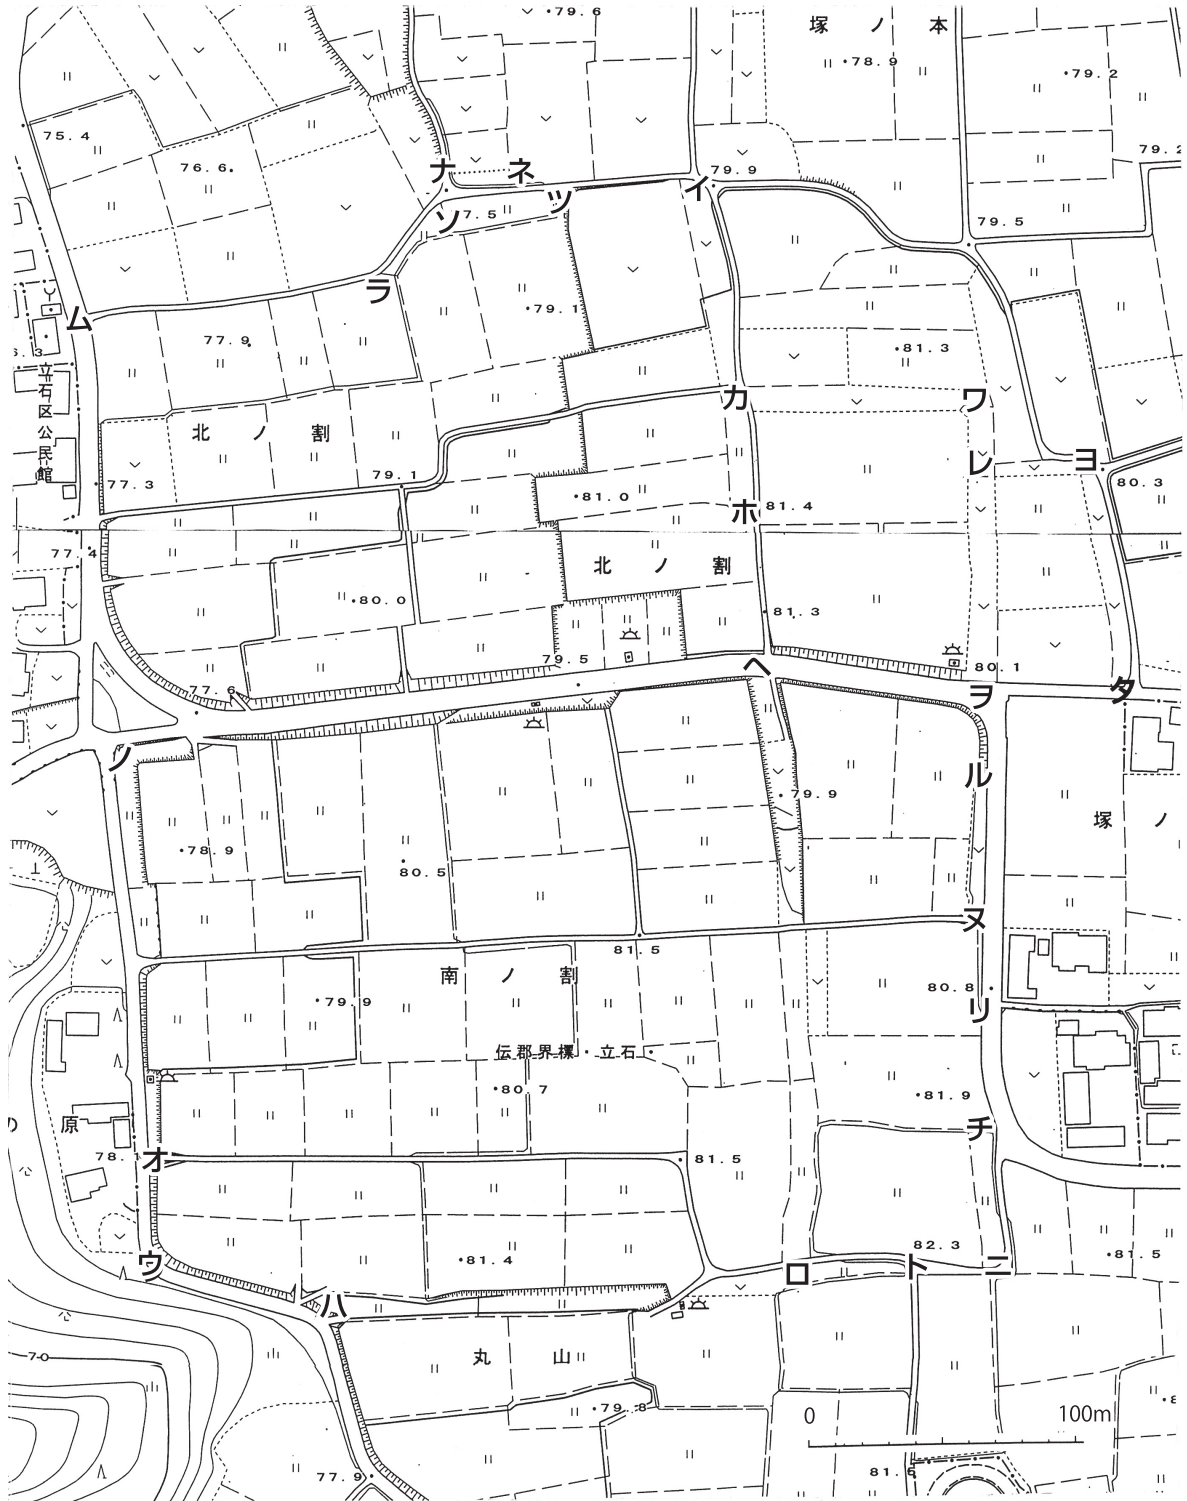 79.6
塚 ノ 本
78.9
79.2
75.4
76.6
79.2
ナ
ネ
79.9
イ
ツ
ソ
7.5
79.5
ラ
79.1
ム
77.9
81.3
6.3
立石区公民館
カ
ワ
北 ノ 割
レ
ヨ
79.1
77.3
80.3
81.0
ホ
81.4
77.4
北 ノ 割
80.0
81.3
79.5
ヘ
80.1
77.6
ヲ
タ
ノ
ル
79.9
塚 ノ
78.9
80.5
ヌ
81.5
南 ノ 割
80.8
79.9
リ
伝郡界標・立石・
80.7
81.9
の 原
チ
78.
オ
81.5
82.3
81.4
81.5
ウ
ロ
ト
ニ
ハ
70
丸 山
79.8
0 100m
77.9
81.5